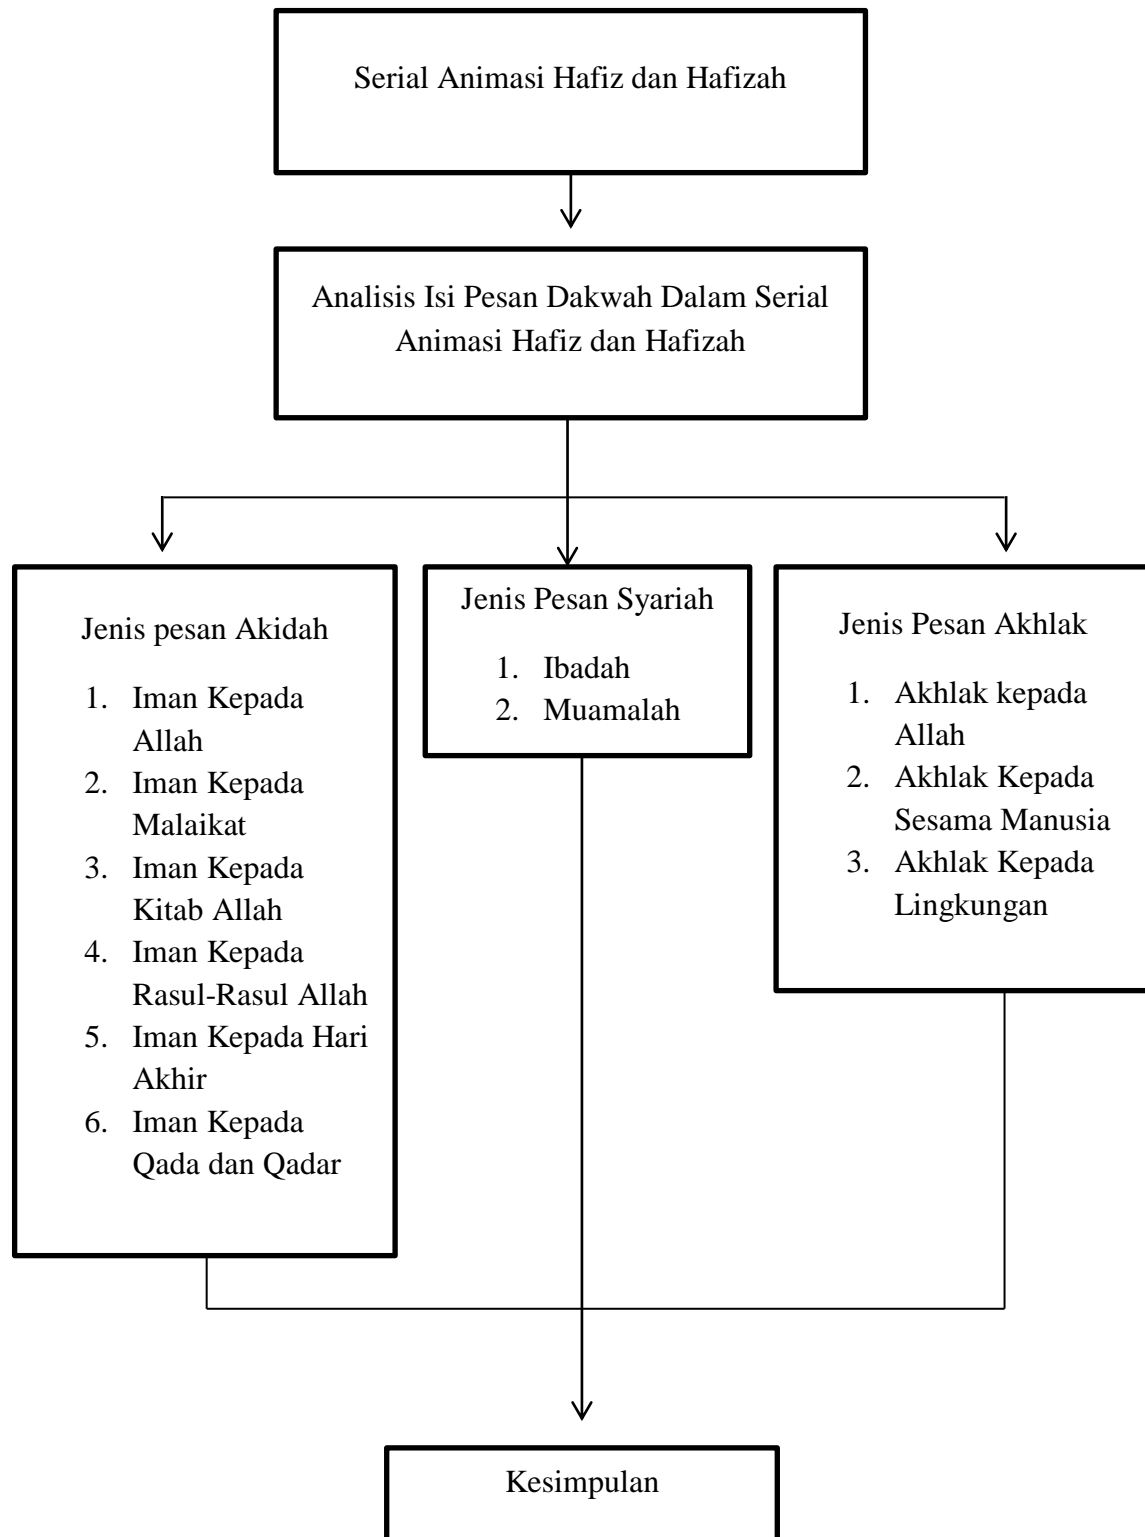 Serial Animasi Hafiz dan Hafizah
Analisis Isi Pesan Dakwah Dalam Serial
Animasi Hafiz dan Hafizah
Jenis pesan Akidah
1. Iman Kepada
Allah
2. Iman Kepada
Malaikat
3. Iman Kepada
Kitab Allah
4. Iman Kepada
Rasul-Rasul Allah
5. Iman Kepada Hari
Akhir
6. Iman Kepada
Qada dan Qadar
Jenis Pesan Syariah
1. Ibadah
2. Muamalah
Jenis Pesan Akhlak
1. Akhlak kepada
Allah
2. Akhlak Kepada
Sesama Manusia
3. Akhlak Kepada
Lingkungan
Kesimpulan